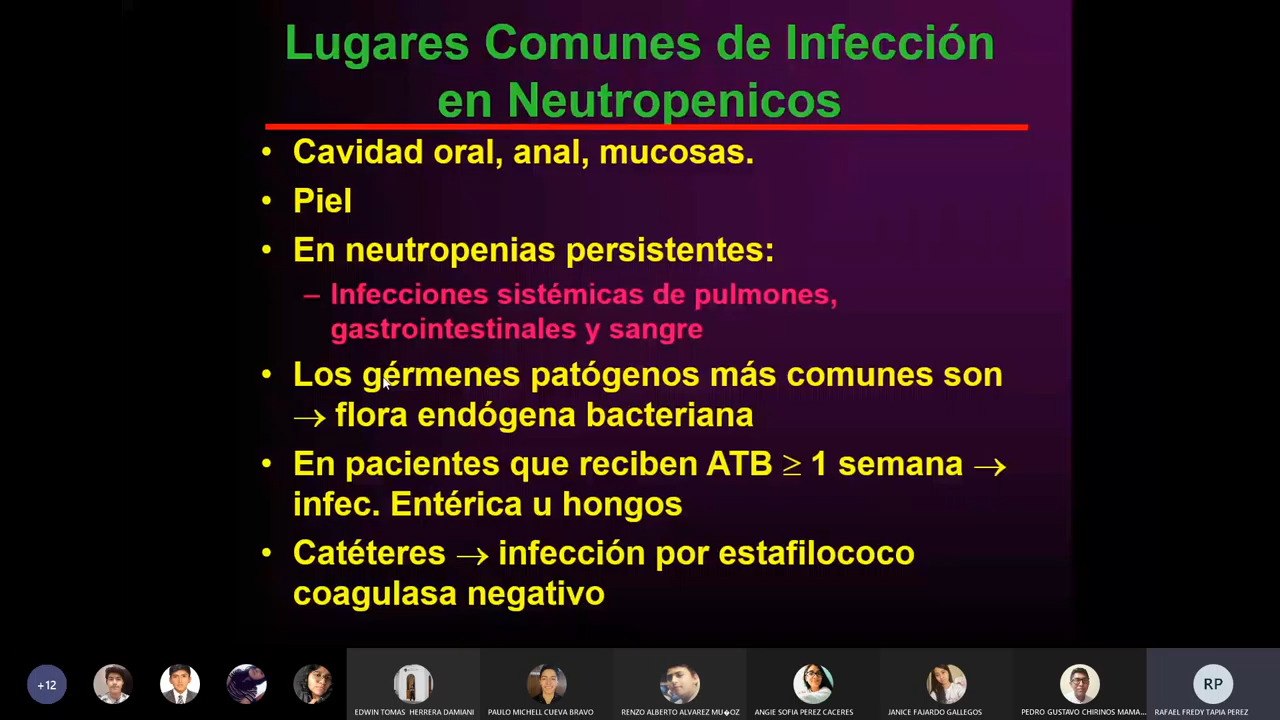 Lugares Comunes de Infección
en Neutropenicos
• Cavidad oral, anal, mucosas.
• Piel
• En neutropenias persistentes:
– Infecciones sistémicas de pulmones,
gastrointestinales y sangre
• Los gérmenes patógenos más comunes son
→ flora endógena bacteriana
• En pacientes que reciben ATB ≥ 1 semana →
infec. Entérica u hongos
• Catéteres → infección por estafilococo
coagulasa negativo
+12
RP
EDWIN TOMAS HERRERA DAMIANI
PAULO MICHELL CUEVA BRAVO
RENZO ALBERTO ALVAREZ MU�OZ
ANGIE SOFIA PEREZ CACERES
JANICE FAJARDO GALLEGOS
PEDRO GUSTAVO CHIRINOS MAMA...
RAFAEL FREDY TAPIA PEREZ